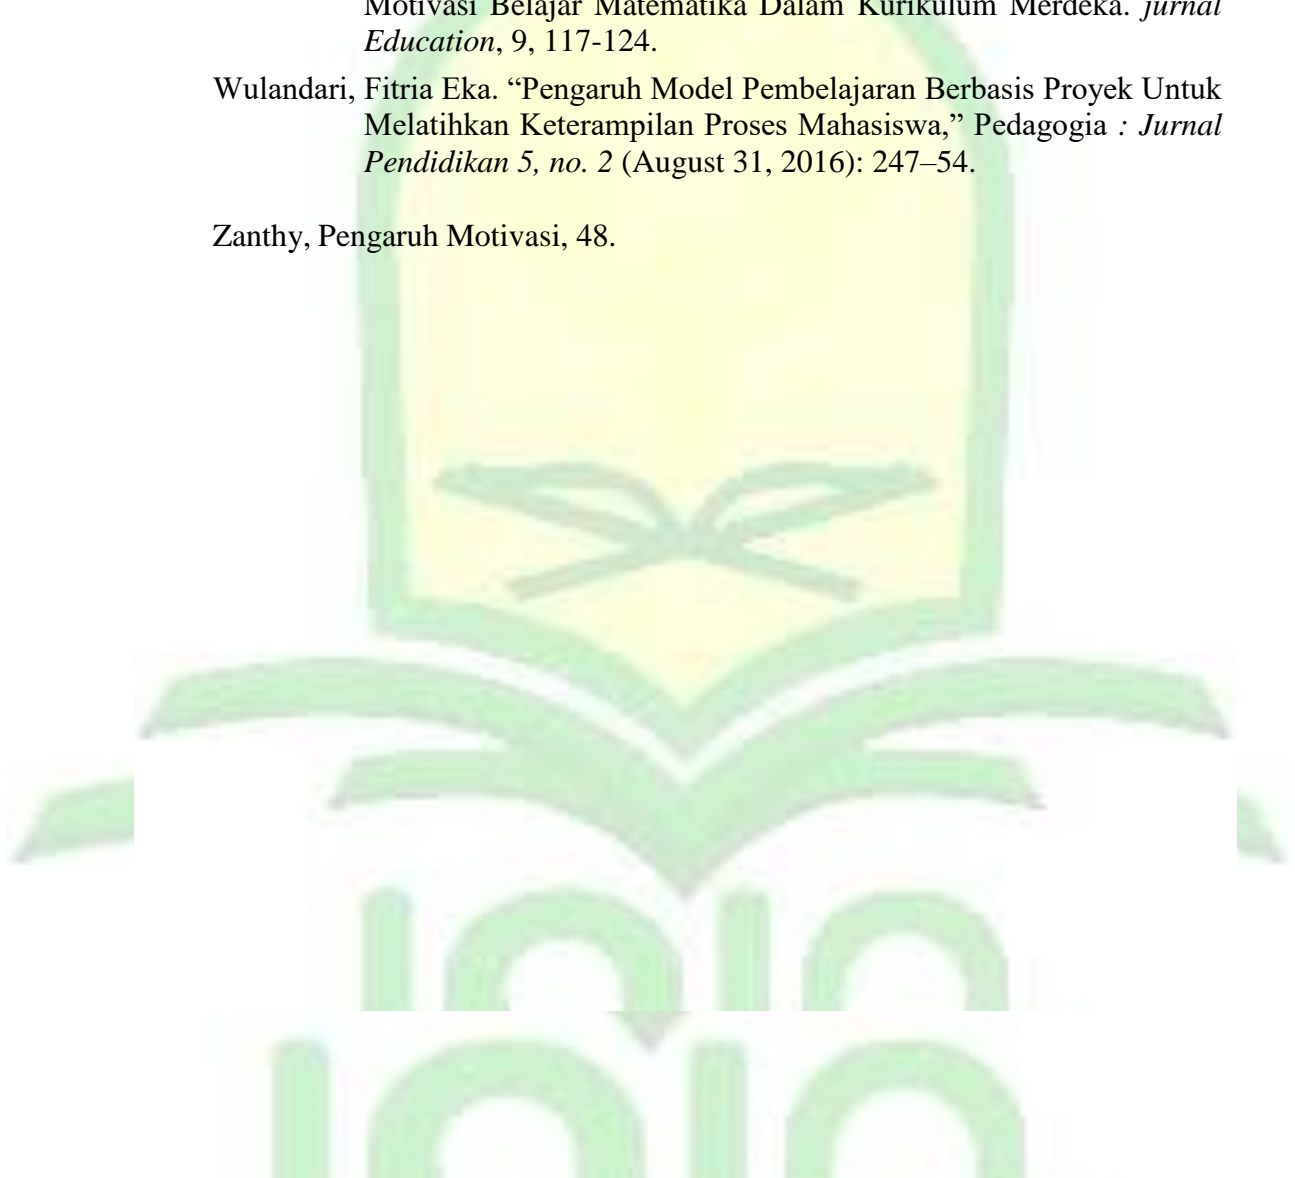 Motivasi Belajar Matematika Dalam Kurikulum Merdeka. jurnal
Education, 9, 117-124.
Wulandari, Fitria Eka. “Pengaruh Model Pembelajaran Berbasis Proyek Untuk
Melatihkan Keterampilan Proses Mahasiswa,” Pedagogia : Jurnal
Pendidikan 5, no. 2 (August 31, 2016): 247–54.
Zanthy, Pengaruh Motivasi, 48.